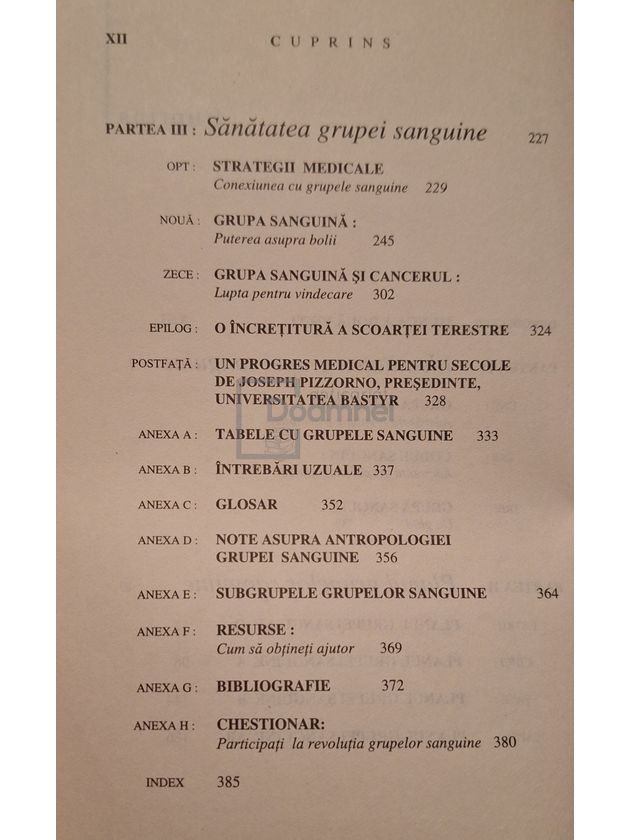 XII
CUPRINS
PARTEA III : Sănătatea grupei sanguine 227
OPT : STRATEGII MEDICALE
Conexiunea cu grupele sanguine 229
NOUĂ : GRUPA SANGUINĂ :
Puterea asupra bolii 245
ZECE : GRUPA SANGUINĂ ŞI CANCERUL :
Lupta pentru vindecare 302
EPILOG : O ÎNCREŢITURĂ A SCOARŢEI TERESTRE 324
POSTFAŢĂ : UN PROGRES MEDICAL PENTRU SECOLE
DE JOSEPH PIZZORNO, PREŞEDINTE,
UNIVERSITATEA BASTYR 328
ANEXA A : TABELE CU GRUPELE SANGUINE 333
ANEXA B : ÎNTREBĂRI UZUALE 337
ANEXA C : GLOSAR 352
ANEXA D : NOTE ASUPRA ANTROPOLOGIEI
GRUPEI SANGUINE 356
ANEXA E : SUBGRUPELE GRUPELOR SANGUINE 364
ANEXA F : RESURSE :
Cum să obţineţi ajutor 369
ANEXA G : BIBLIOGRAFIE 372
ANEXA H : CHESTIONAR:
Participaţi la revoluţia grupelor sanguine 380
INDEX 385